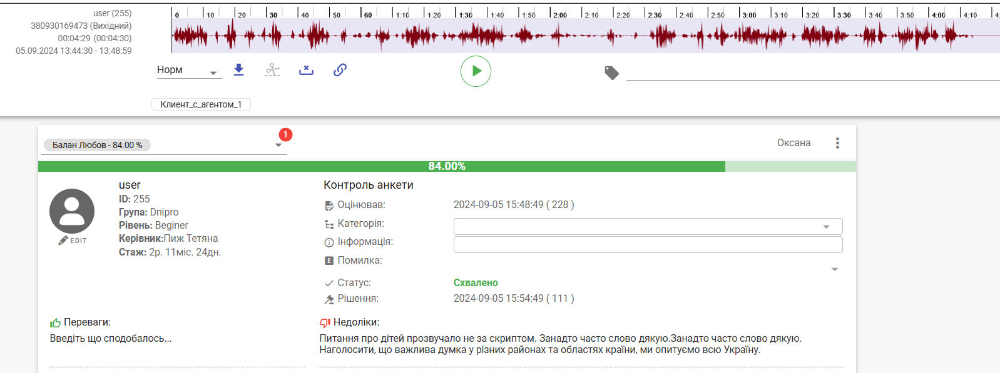 user (255)
380930169473 (Вихідний)
00:04:29 (00:04:30)
05.09.2024 13:44:30 - 13:48:59
0 10 20 30 40 50 60 1:10 1:20 1:30 1:40 1:50 2:00 2:10 2:20 2:30 2:40 2:50 3:00 3:10 3:20 3:30 3:40 3:50 4:00 4:10 4:
Норм
Клиент_с_агентом_1
Балан Любов - 84.00 %
1
Оксана
84.00%
user
ID: 255
Група: Dnipro
Рівень: Beginer
Керівник:Пиж Тетяна
Стаж: 2р. 11міс. 24дн.
EDIT
Контроль анкети
Оцінював: 2024-09-05 15:48:49 ( 228 )
Категорія:
Інформація:
E Помилка:
Статус: Схвалено
Рішення: 2024-09-05 15:54:49 ( 111 )
Переваги:
Введіть що сподобалось...
Недоліки:
Питання про дітей прозвучало не за скриптом. Занадто часто слово дякую.Занадто часто слово дякую.
Наголосити, що важлива думка у різних районах та областях країни, ми опитуємо всю Україну.